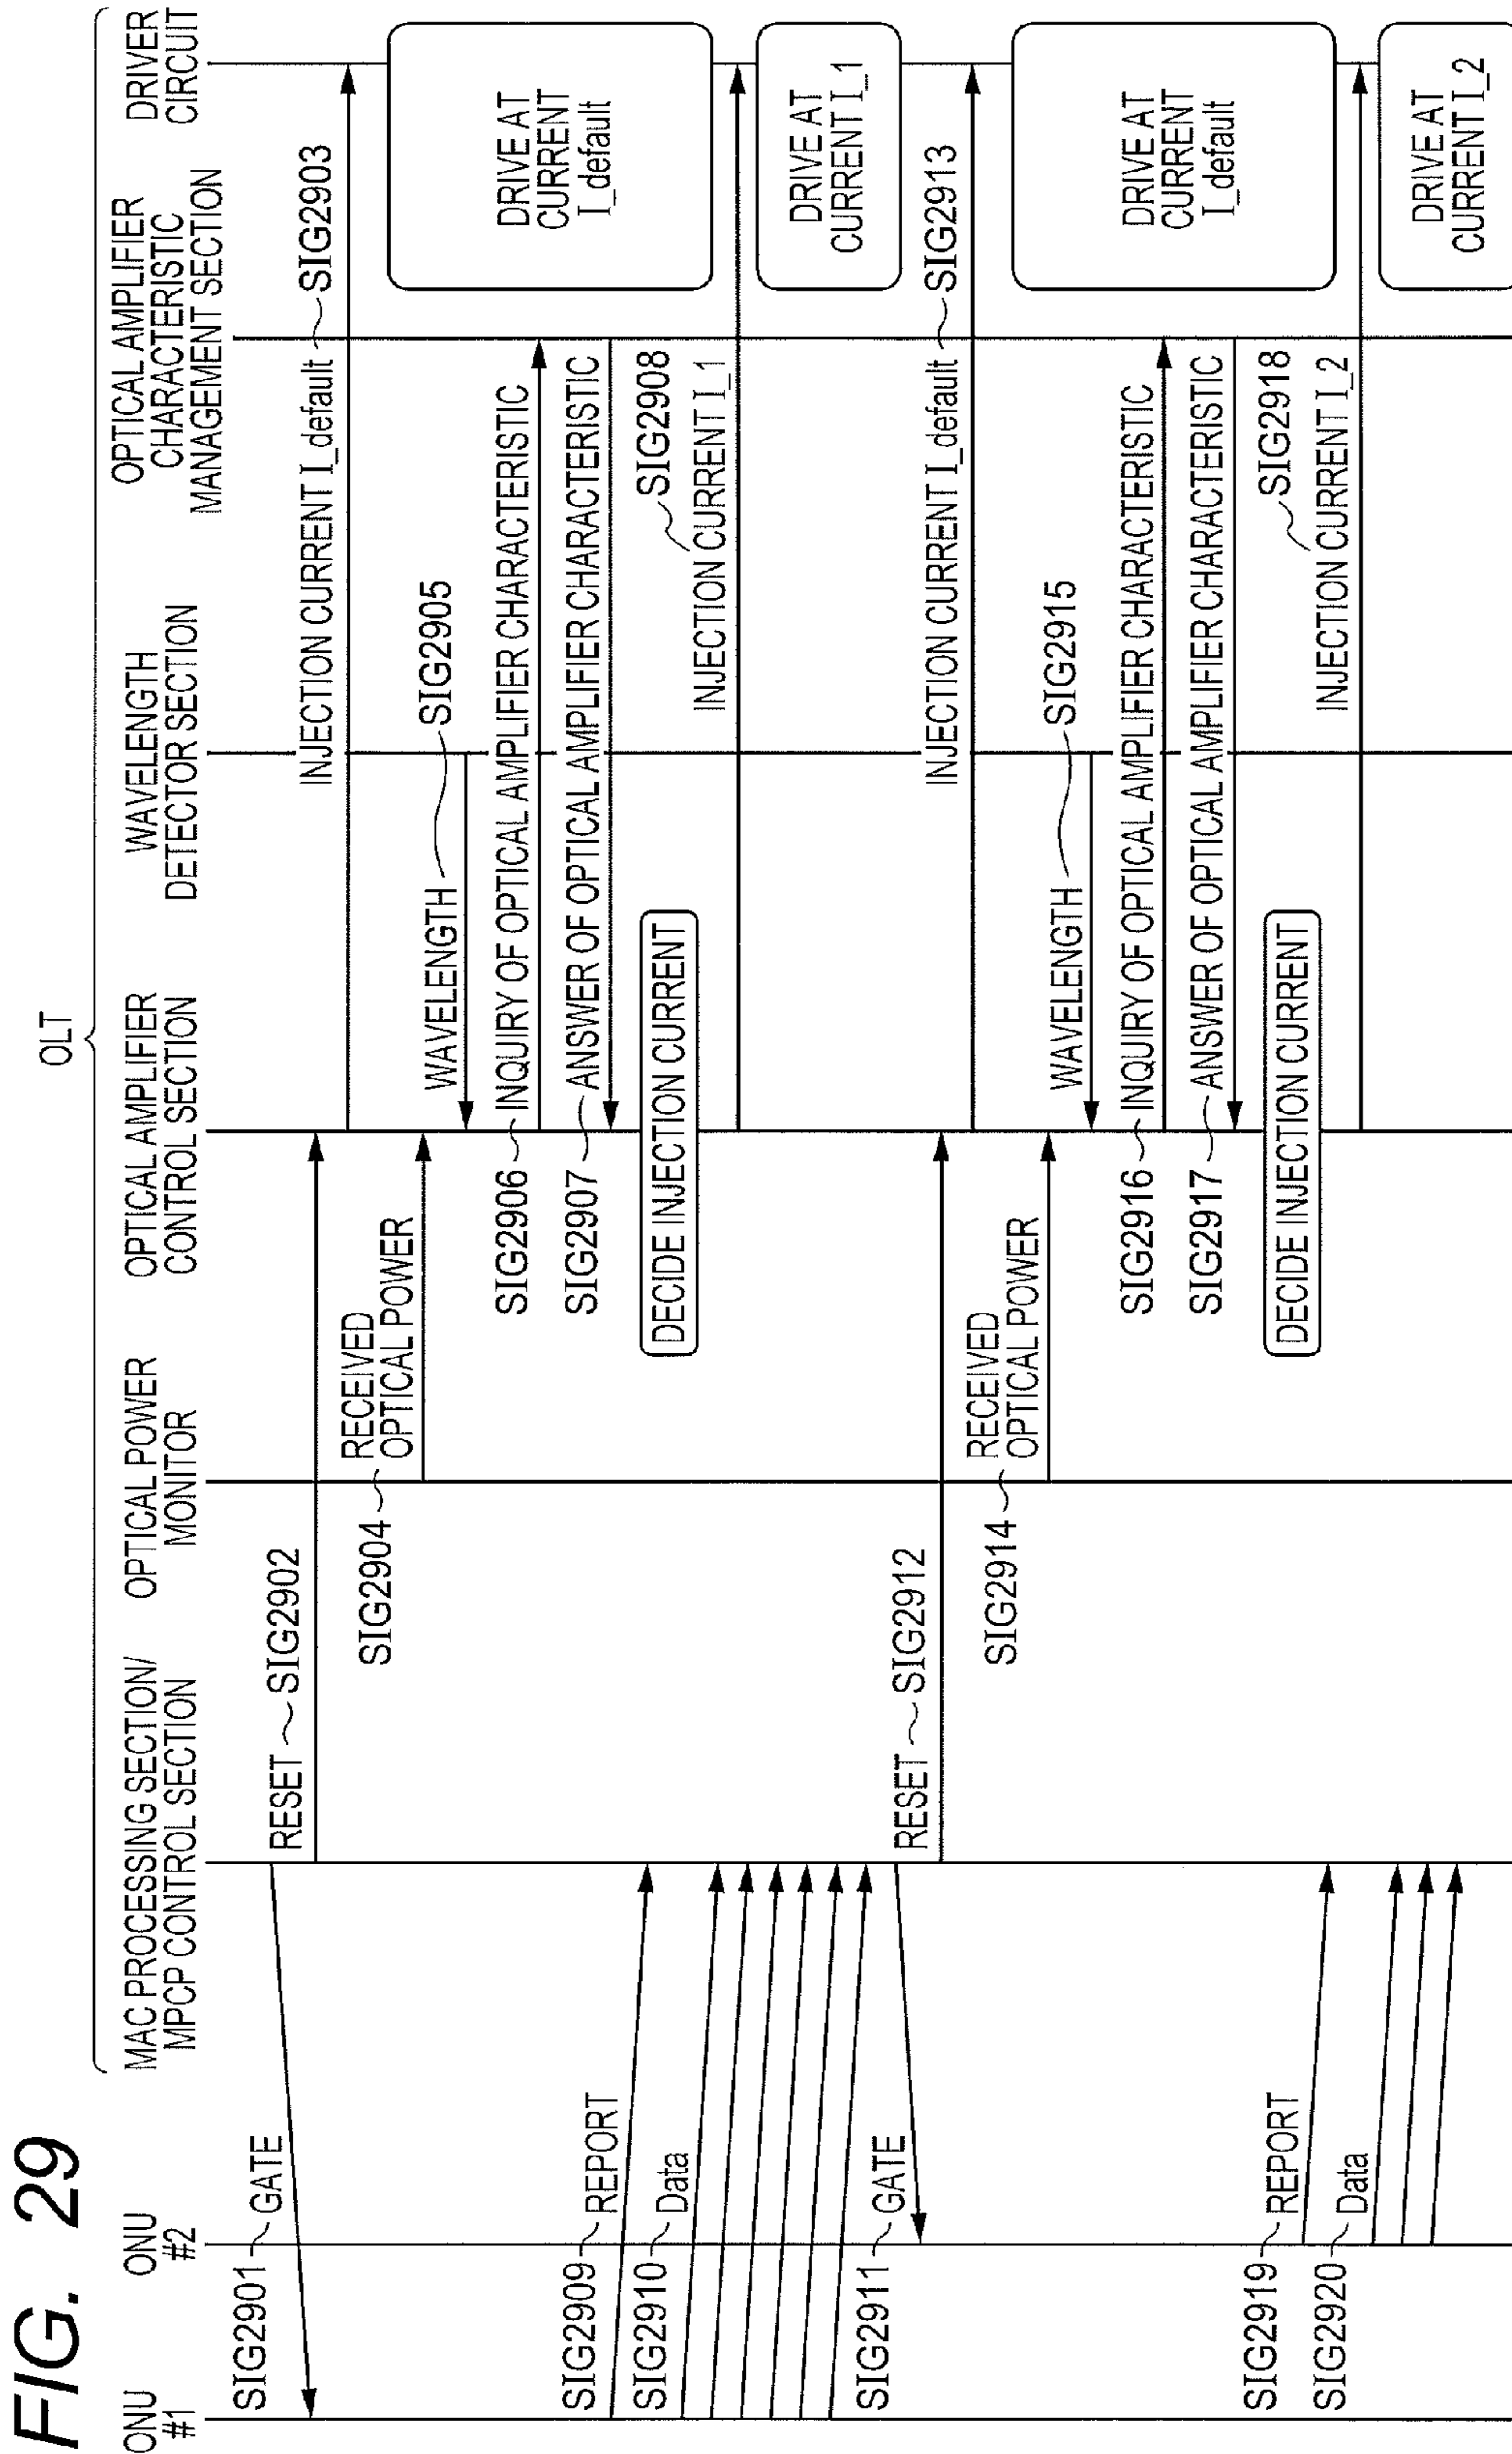 FIG. 29
OLT
ONU
#1
ONU
#2
MAC PROCESSING SECTION/
MPCP CONTROL SECTION
OPTICAL POWER
MONITOR
OPTICAL AMPLIFIER
CONTROL SECTION
WAVELENGTH
DETECTOR SECTION
OPTICAL AMPLIFIER
CHARACTERISTIC
MANAGEMENT SECTION
DRIVER
CIRCUIT
SIG2901 GATE
RESET SIG2902
INJECTION CURRENT I_default SIG2903
RECEIVED
OPTICAL POWER
SIG2904
DRIVE AT
CURRENT
I_default
WAVELENGTH SIG2905
SIG2906 INQUIRY OF OPTICAL AMPLIFIER CHARACTERISTIC
SIG2907 ANSWER OF OPTICAL AMPLIFIER CHARACTERISTIC
SIG2909 REPORT
DECIDE INJECTION CURRENT
SIG2908
INJECTION CURRENT I_1
SIG2910 Data
DRIVE AT
CURRENT I_1
SIG2911 GATE
RESET SIG2912
INJECTION CURRENT I_default SIG2913
RECEIVED
OPTICAL POWER
SIG2914
DRIVE AT
CURRENT
I_default
WAVELENGTH SIG2915
SIG2916 INQUIRY OF OPTICAL AMPLIFIER CHARACTERISTIC
SIG2917 ANSWER OF OPTICAL AMPLIFIER CHARACTERISTIC
SIG2919 REPORT
DECIDE INJECTION CURRENT
SIG2918
INJECTION CURRENT I_2
SIG2920 Data
DRIVE AT
CURRENT I_2